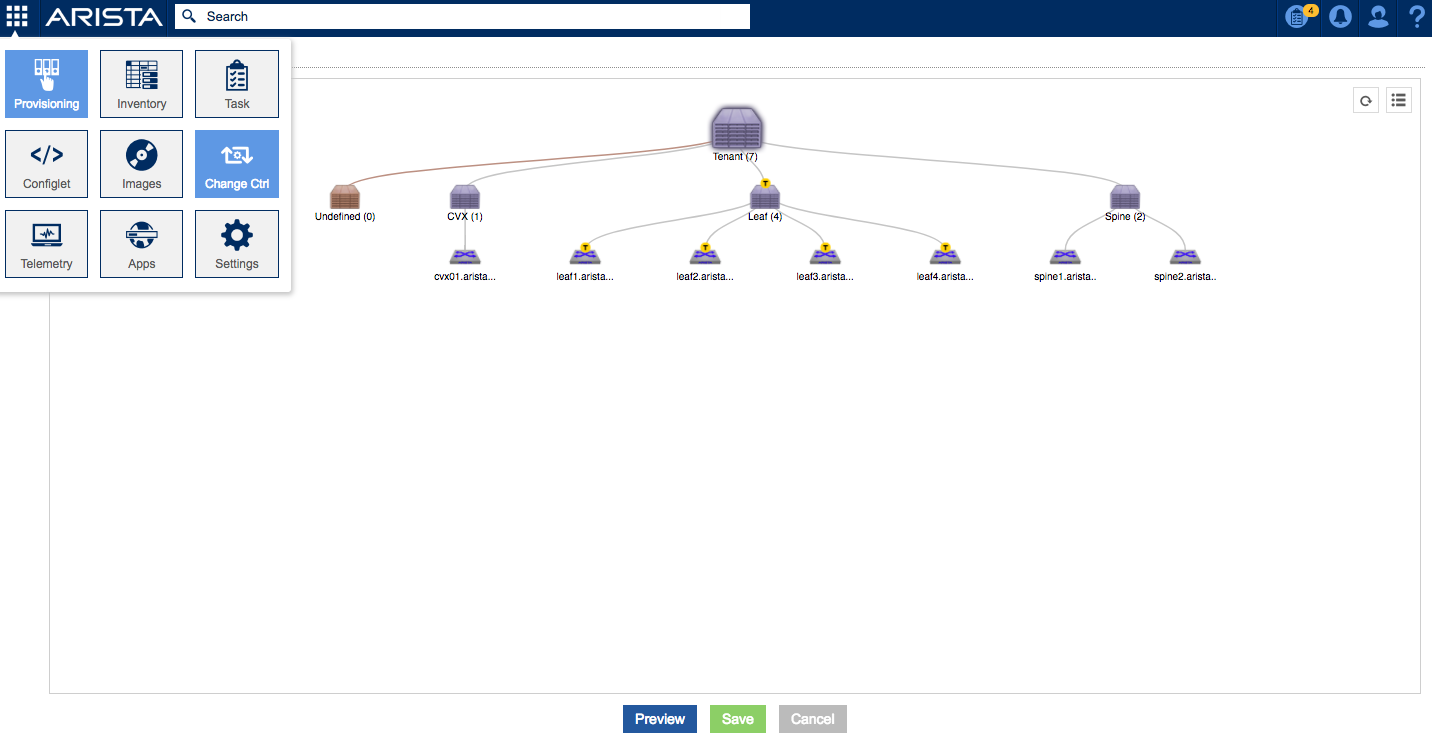 ARISTA
Search
4
?
Provisioning
Inventory
Task
</>
Configlet
Images
Change Ctrl
Telemetry
Apps
Settings
Tenant (7)
T
Undefined (0)
CVX (1)
Leaf (4)
Spine (2)
T
T
T
T
cvx01.arista...
leaf1.arista...
leaf2.arista...
leaf3.arista...
leaf4.arista...
spine1.arista..
spine2.arista..
Preview
Save
Cancel